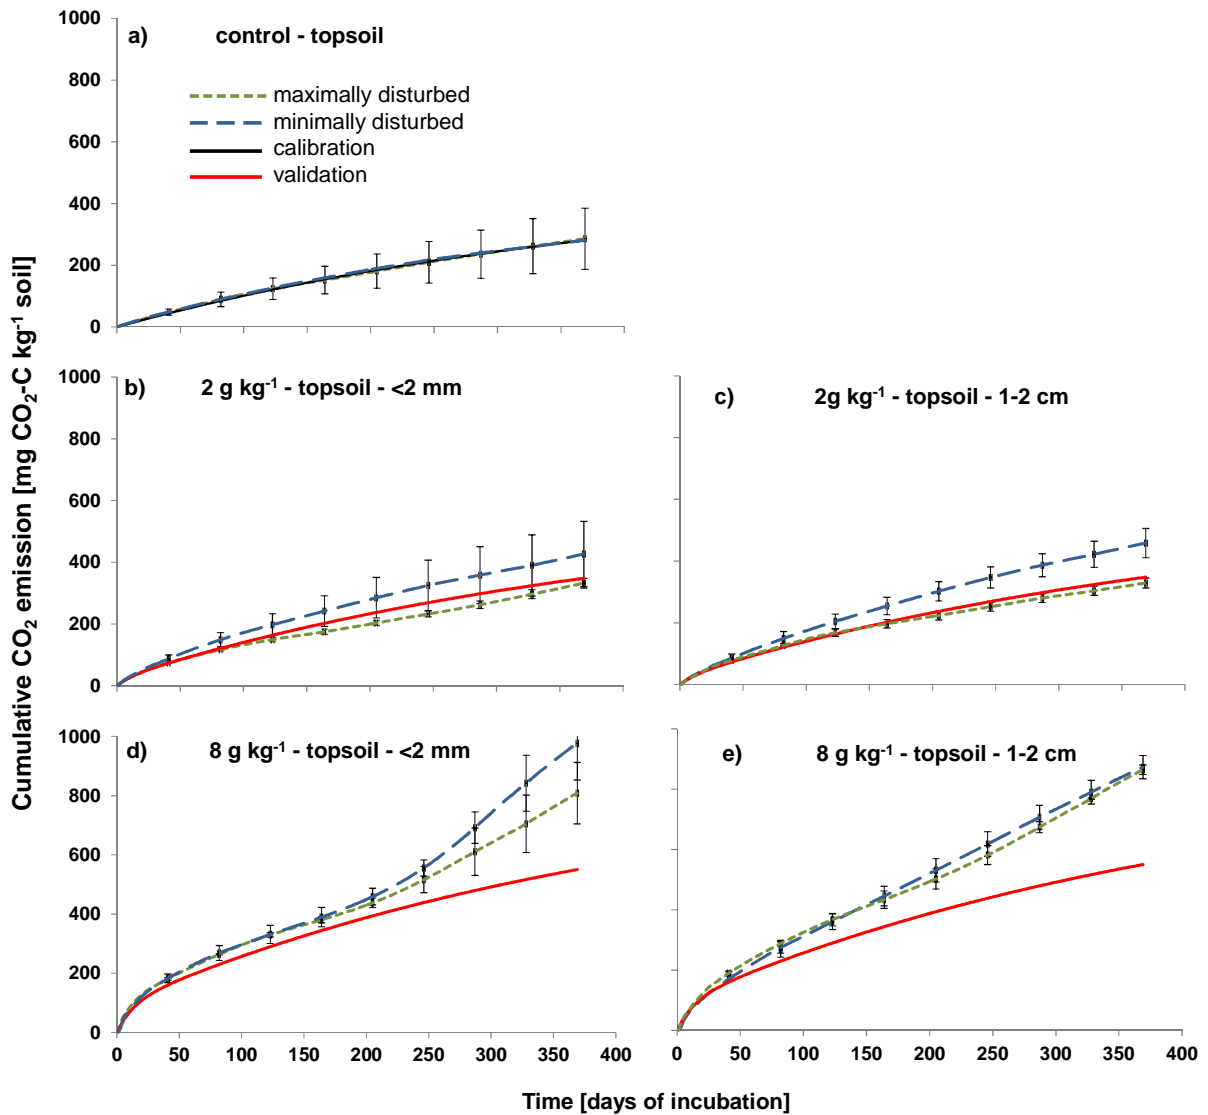 1000
a) control - topsoil
800
maximally disturbed
minimally disturbed
600
calibration
validation
400
200
0
Cumulative CO₂ emission [mg CO₂-C kg⁻¹ soil]
1000
b) 2 g kg⁻¹ - topsoil - <2 mm
800
600
400
200
0
c) 2g kg⁻¹ - topsoil - 1-2 cm
1000
d) 8 g kg⁻¹ - topsoil - <2 mm
800
600
400
200
0
0 50 100 150 200 250 300 350 400
e) 8 g kg⁻¹ - topsoil - 1-2 cm
0 50 100 150 200 250 300 350 400
Time [days of incubation]